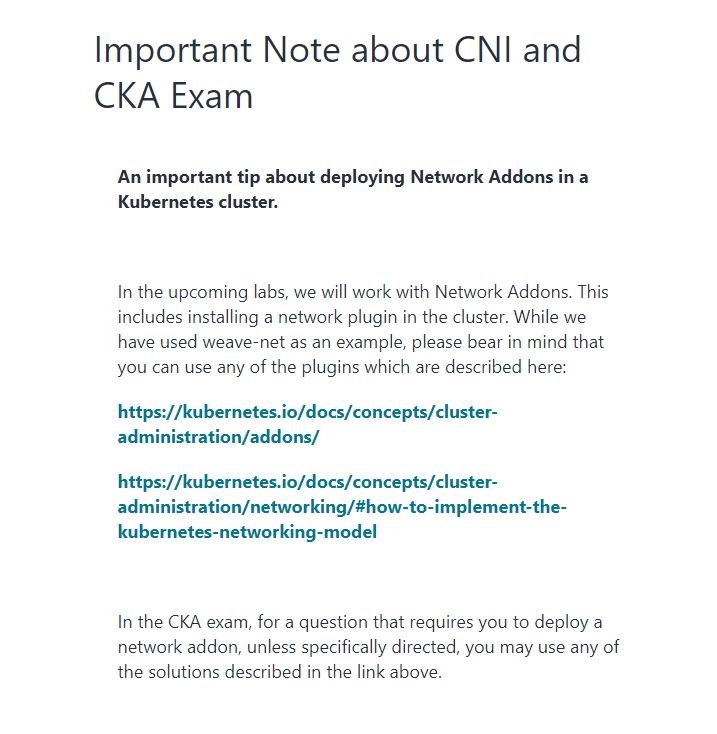 Important Note about CNI and
CKA Exam
An important tip about deploying Network Addons in a
Kubernetes cluster.
In the upcoming labs, we will work with Network Addons. This
includes installing a network plugin in the cluster. While we
have used weave-net as an example, please bear in mind that
you can use any of the plugins which are described here:
https://kubernetes.io/docs/concepts/cluster-
administration/addons/
https://kubernetes.io/docs/concepts/cluster-
administration/networking/#how-to-implement-the-
kubernetes-networking-model
In the CKA exam, for a question that requires you to deploy a
network addon, unless specifically directed, you may use any of
the solutions described in the link above.